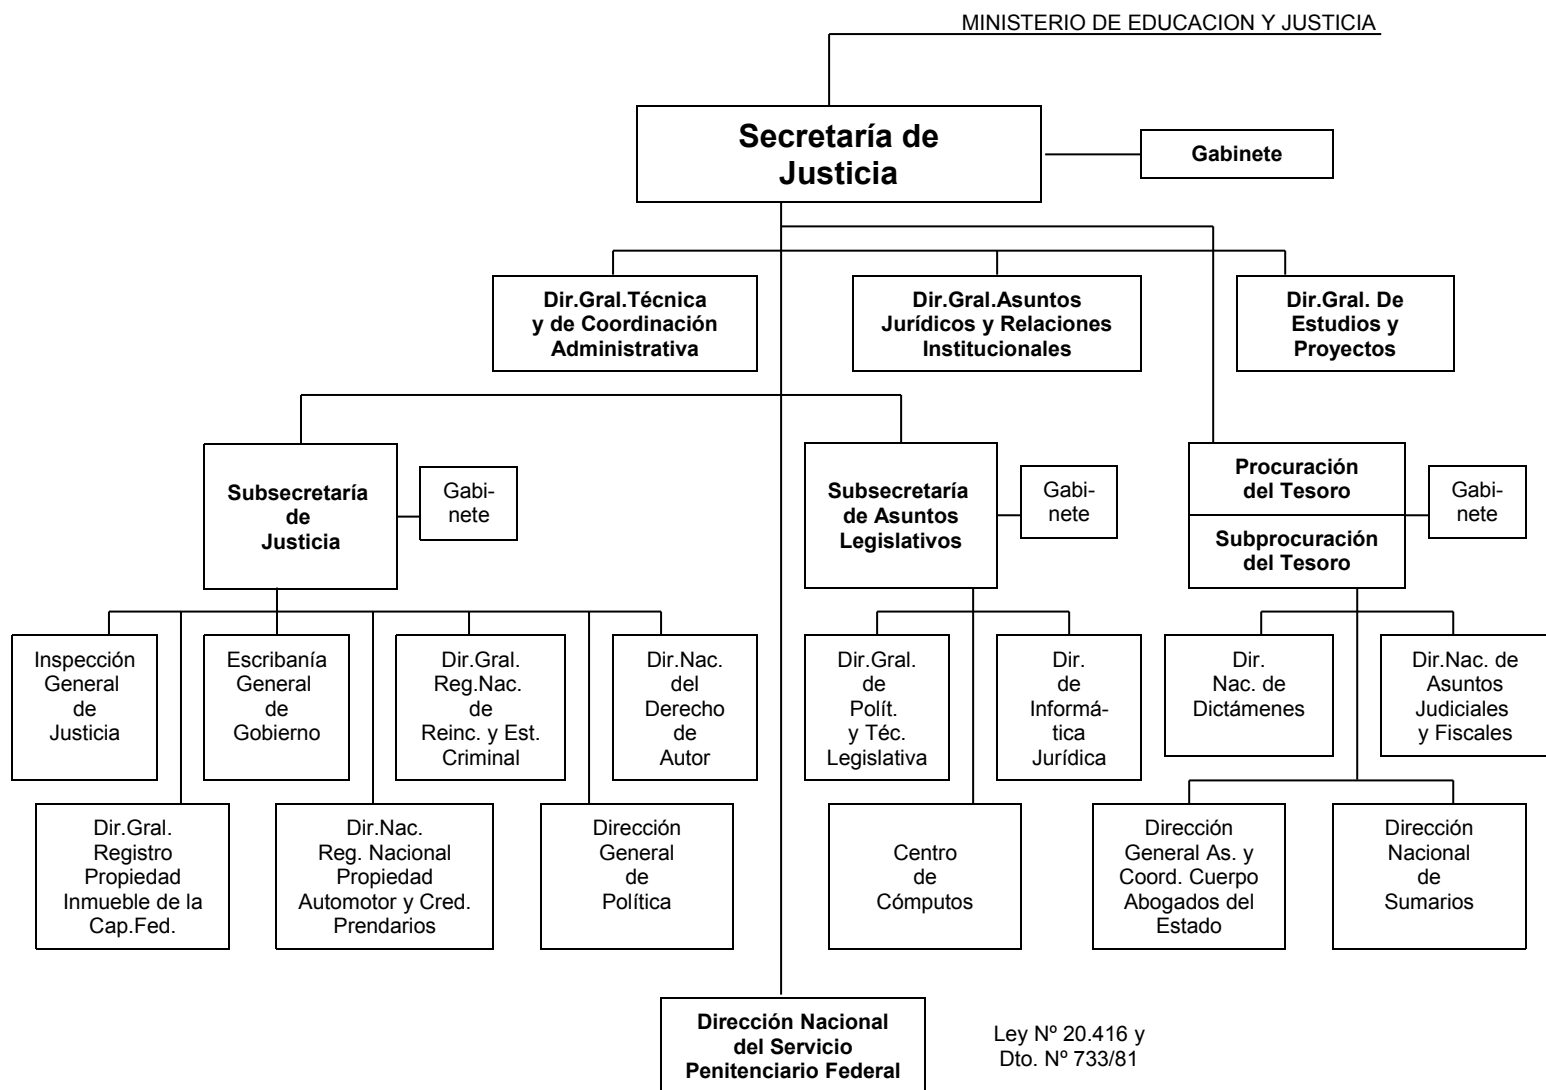 MINISTERIO DE EDUCACION Y JUSTICIA
Secretaría de
Justicia
Gabinete
Dir.Gral.Técnica
y de Coordinación
Administrativa
Dir.Gral.Asuntos
Jurídicos y Relaciones
Institucionales
Dir.Gral. De
Estudios y
Proyectos
Subsecretaría
de
Justicia
Gabi-
nete
Subsecretaría
de Asuntos
Legislativos
Gabi-
nete
Procuración
del Tesoro
Subprocuración
del Tesoro
Gabi-
nete
Inspección
General
de
Justicia
Escribanía
General
de
Gobierno
Dir.Gral.
Reg.Nac.
de
Reinc. y Est.
Criminal
Dir.Nac.
del
Derecho
de
Autor
Dir.Gral.
de
Polít.
y Téc.
Legislativa
Dir.
de
Informá-
tica
Jurídica
Dir.
Nac. de
Dictámenes
Dir.Nac. de
Asuntos
Judiciales
y Fiscales
Dir.Gral.
Registro
Propiedad
Inmueble de la
Cap.Fed.
Dir.Nac.
Reg. Nacional
Propiedad
Automotor y Cred.
Prendarios
Dirección
General
de
Política
Centro
de
Cómputos
Dirección
General As. y
Coord. Cuerpo
Abogados del
Estado
Dirección
Nacional
de
Sumarios
Dirección Nacional
del Servicio
Penitenciario Federal
Ley Nº 20.416 y
Dto. Nº 733/81